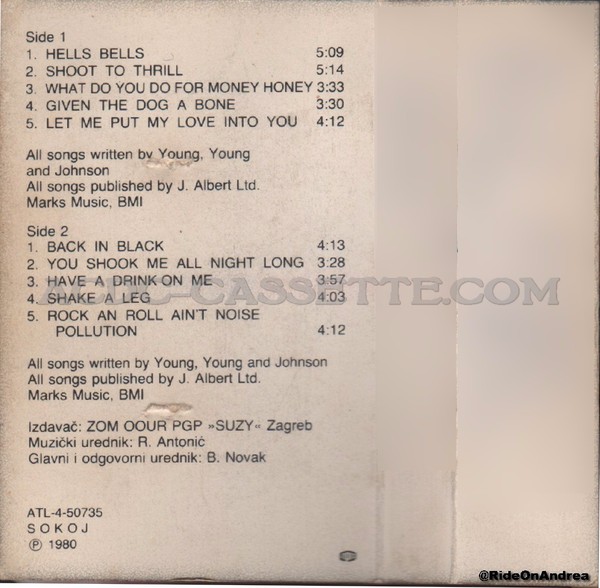 Side 1
1. HELLS BELLS 5:09
2. SHOOT TO THRILL 5:14
3. WHAT DO YOU DO FOR MONEY HONEY 3:33
4. GIVEN THE DOG A BONE 3:30
5. LET ME PUT MY LOVE INTO YOU 4:12
All songs written by Young, Young
and Johnson
All songs published by J. Albert Ltd.
Marks Music, BMI
Side 2
1. BACK IN BLACK 4:13
2. YOU SHOOK ME ALL NIGHT LONG 3:28
3. HAVE A DRINK ON ME 3:57
4. SHAKE A LEG 4:03
5. ROCK AN ROLL AIN'T NOISE
POLLUTION 4:12
All songs written by Young, Young and Johnson
All songs published by J. Albert Ltd.
Marks Music, BMI
Izdavač: ZOM OOUR PGP »SUZY« Zagreb
Muzički urednik: R. Antonić
Glavni i odgovorni urednik: B. Novak
ATL-4-50735
SOKOJ
Ⓟ 1980
@RideOnAndrea